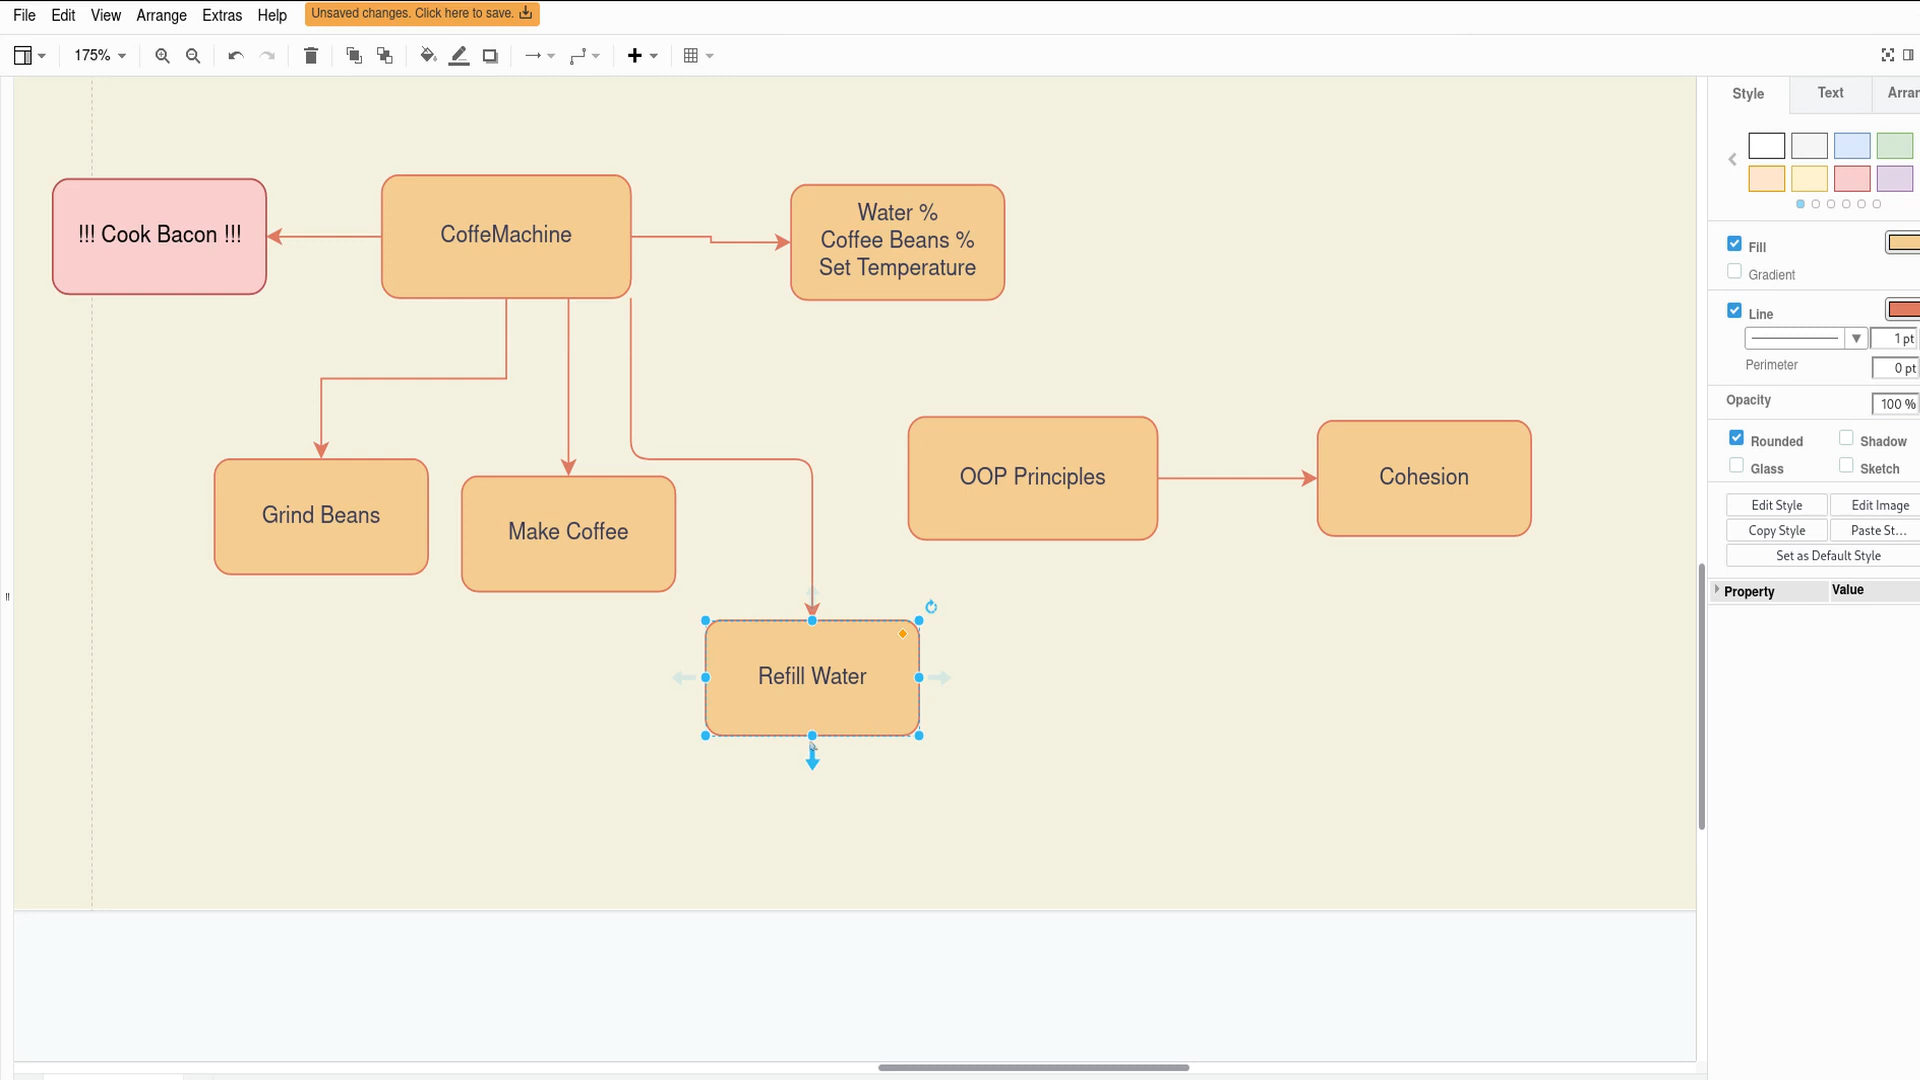 File Edit View Arrange Extras Help Unsaved changes. Click here to save.
175%
Style Text Arrar
!!! Cook Bacon !!!
CoffeMachine
Water %
Coffee Beans %
Set Temperature
Grind Beans
Make Coffee
OOP Principles
Cohesion
Refill Water
Fill
Gradient
Line
1 pt
Perimeter
0 pt
Opacity
100 %
Rounded Shadow
Glass Sketch
Edit Style Edit Image
Copy Style Paste St...
Set as Default Style
Property Value